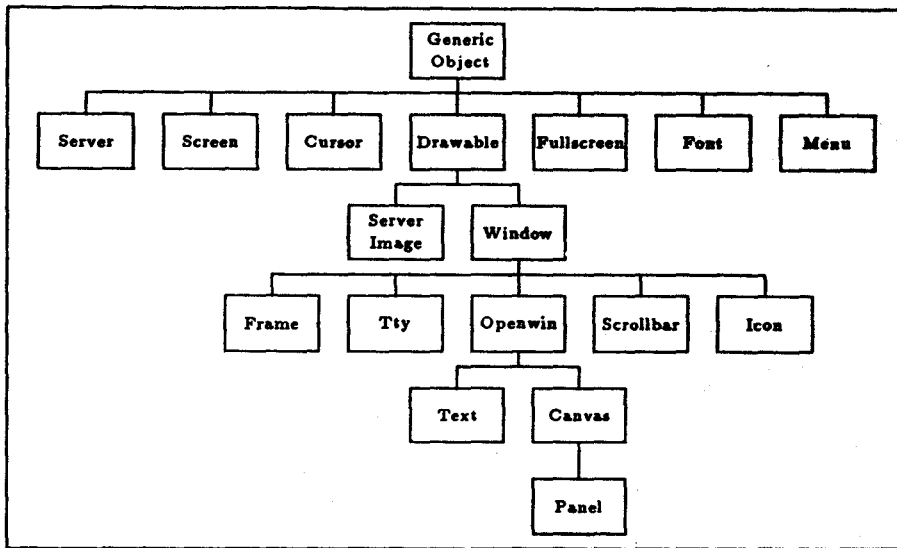 Generic
Object
Server
Screen
Cursor
Drawable
Fullscreen
Font
Menu
Server
Image
Window
Frame
Tty
Openwin
Scrollbar
Icon
Text
Canvas
Panel